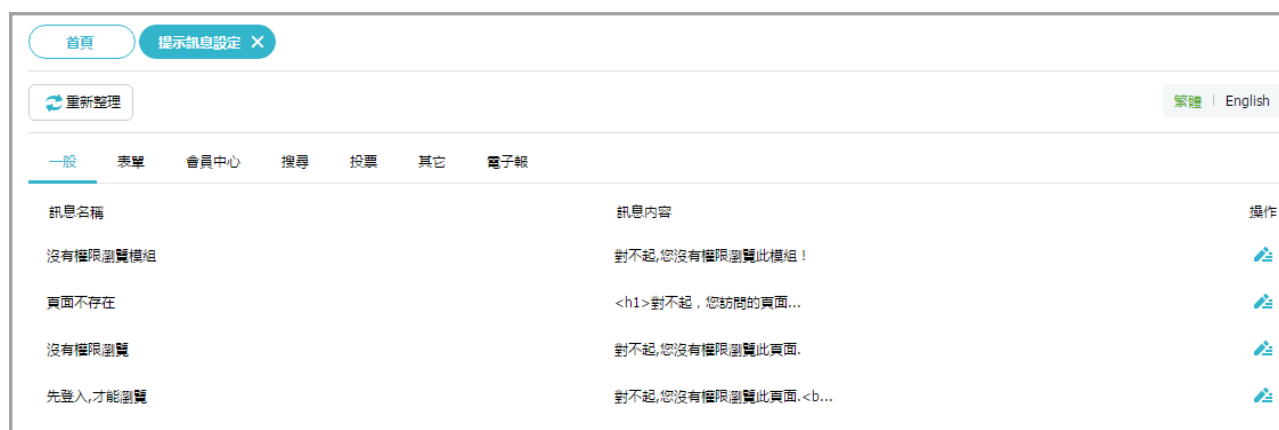 首頁 提示訊息設定 ×
重新整理 繁體 | English
一般 表單 會員中心 搜尋 投票 其它 電子報
訊息名稱 訊息內容 操作
沒有權限瀏覽模組 對不起,您沒有權限瀏覽此模組！
頁面不存在 <h1>對不起，您訪問的頁面...
沒有權限瀏覽 對不起,您沒有權限瀏覽此頁面.
先登入,才能瀏覽 對不起,您沒有權限瀏覽此頁面.<b...